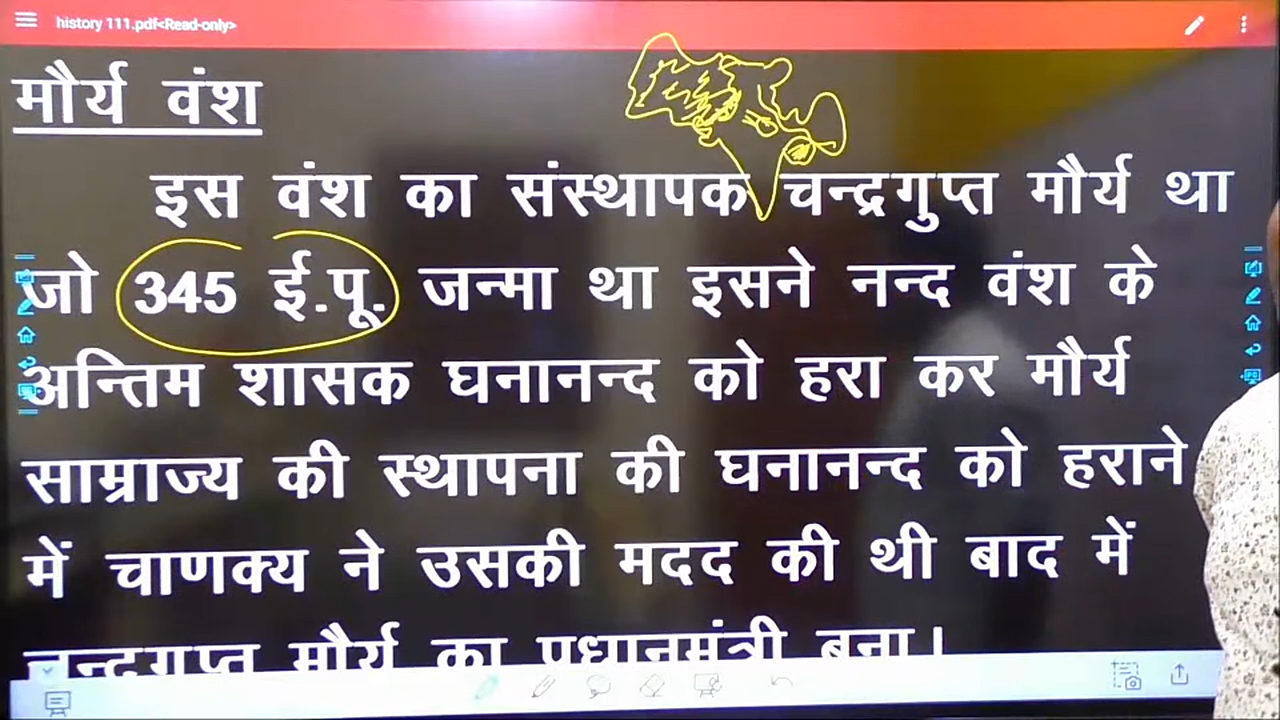 history 111.pdf<Read-only>
मौर्य वंश
इस वंश का संस्थापक चन्द्रगुप्त मौर्य था
जो 345 ई.पू. जन्मा था इसने नन्द वंश के
अन्तिम शासक घनानन्द को हरा कर मौर्य
साम्राज्य की स्थापना की घनानन्द को हराने
में चाणक्य ने उसकी मदद की थी बाद में
चन्द्रगुप्त मौर्य का प्रधानमंत्री बना।